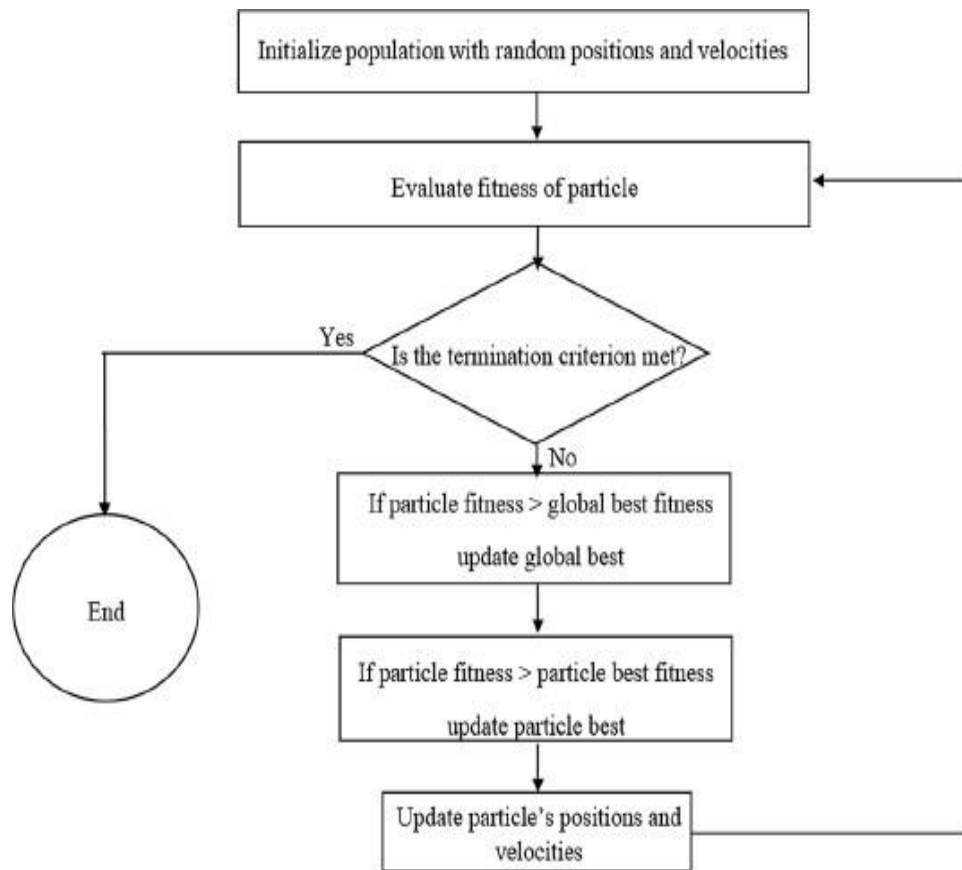 Initialize population with random positions and velocities
Evaluate fitness of particle
Is the termination criterion met?
Yes
No
If particle fitness > global best fitness
update global best
End
If particle fitness > particle best fitness
update particle best
Update particle's positions and
velocities